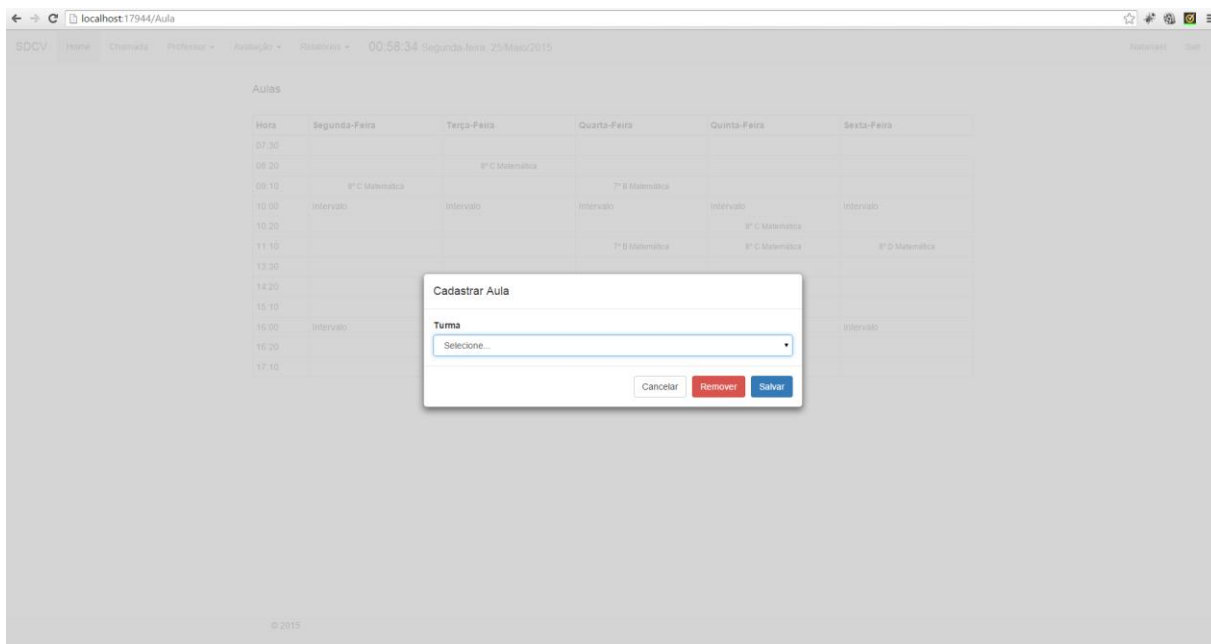 localhost:17944/Aula
SDCV Home Chamada Professor Avaliação Relatórios 00:58:34 Segunda-feira, 25/Maio/2015 Sair
Aulas
Hora Segunda-Feira Terça-Feira Quarta-Feira Quinta-Feira Sexta-Feira
07:30
08:20 8º C Matemática
09:10 8º C Matemática 7º B Matemática
10:00 Intervalo Intervalo Intervalo Intervalo Intervalo
10:20 8º C Matemática
11:10 7º B Matemática 8º C Matemática 8º D Matemática
13:30
14:20
15:10
16:00 Intervalo Intervalo
16:20
17:10
Cadastrar Aula
Turma
Selecione...
Cancelar Remover Salvar
© 2015